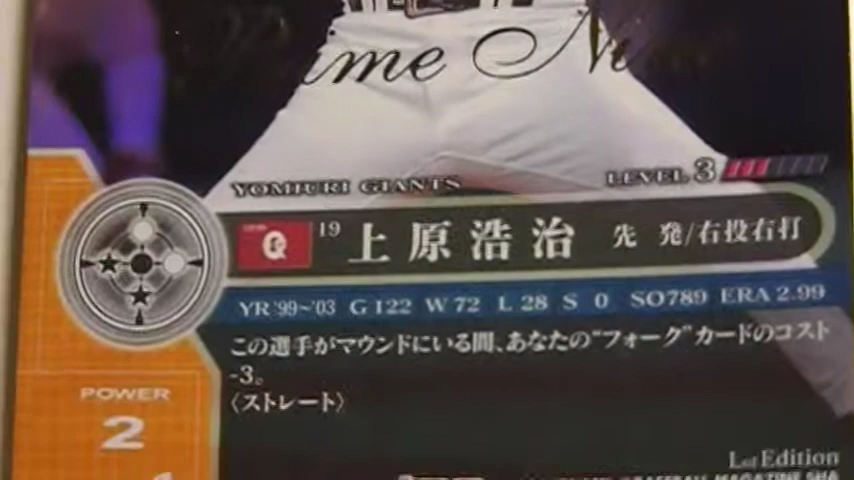 YOMIURI GIANTS LEVEL 3
19 上原浩治 先発/右投右打
YR '99~'03 G 122 W 72 L 28 S 0 SO789 ERA 2.99
この選手がマウンドにいる間、あなたの"フォーク"カードのコスト
-3。
〈ストレート〉
POWER
2
1st Edition